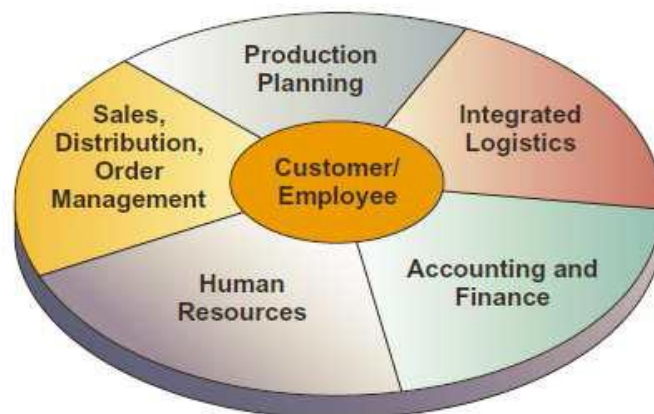 Production
Planning
Integrated
Logistics
Sales,
Distribution,
Order
Management
Customer/
Employee
Accounting and
Finance
Human
Resources